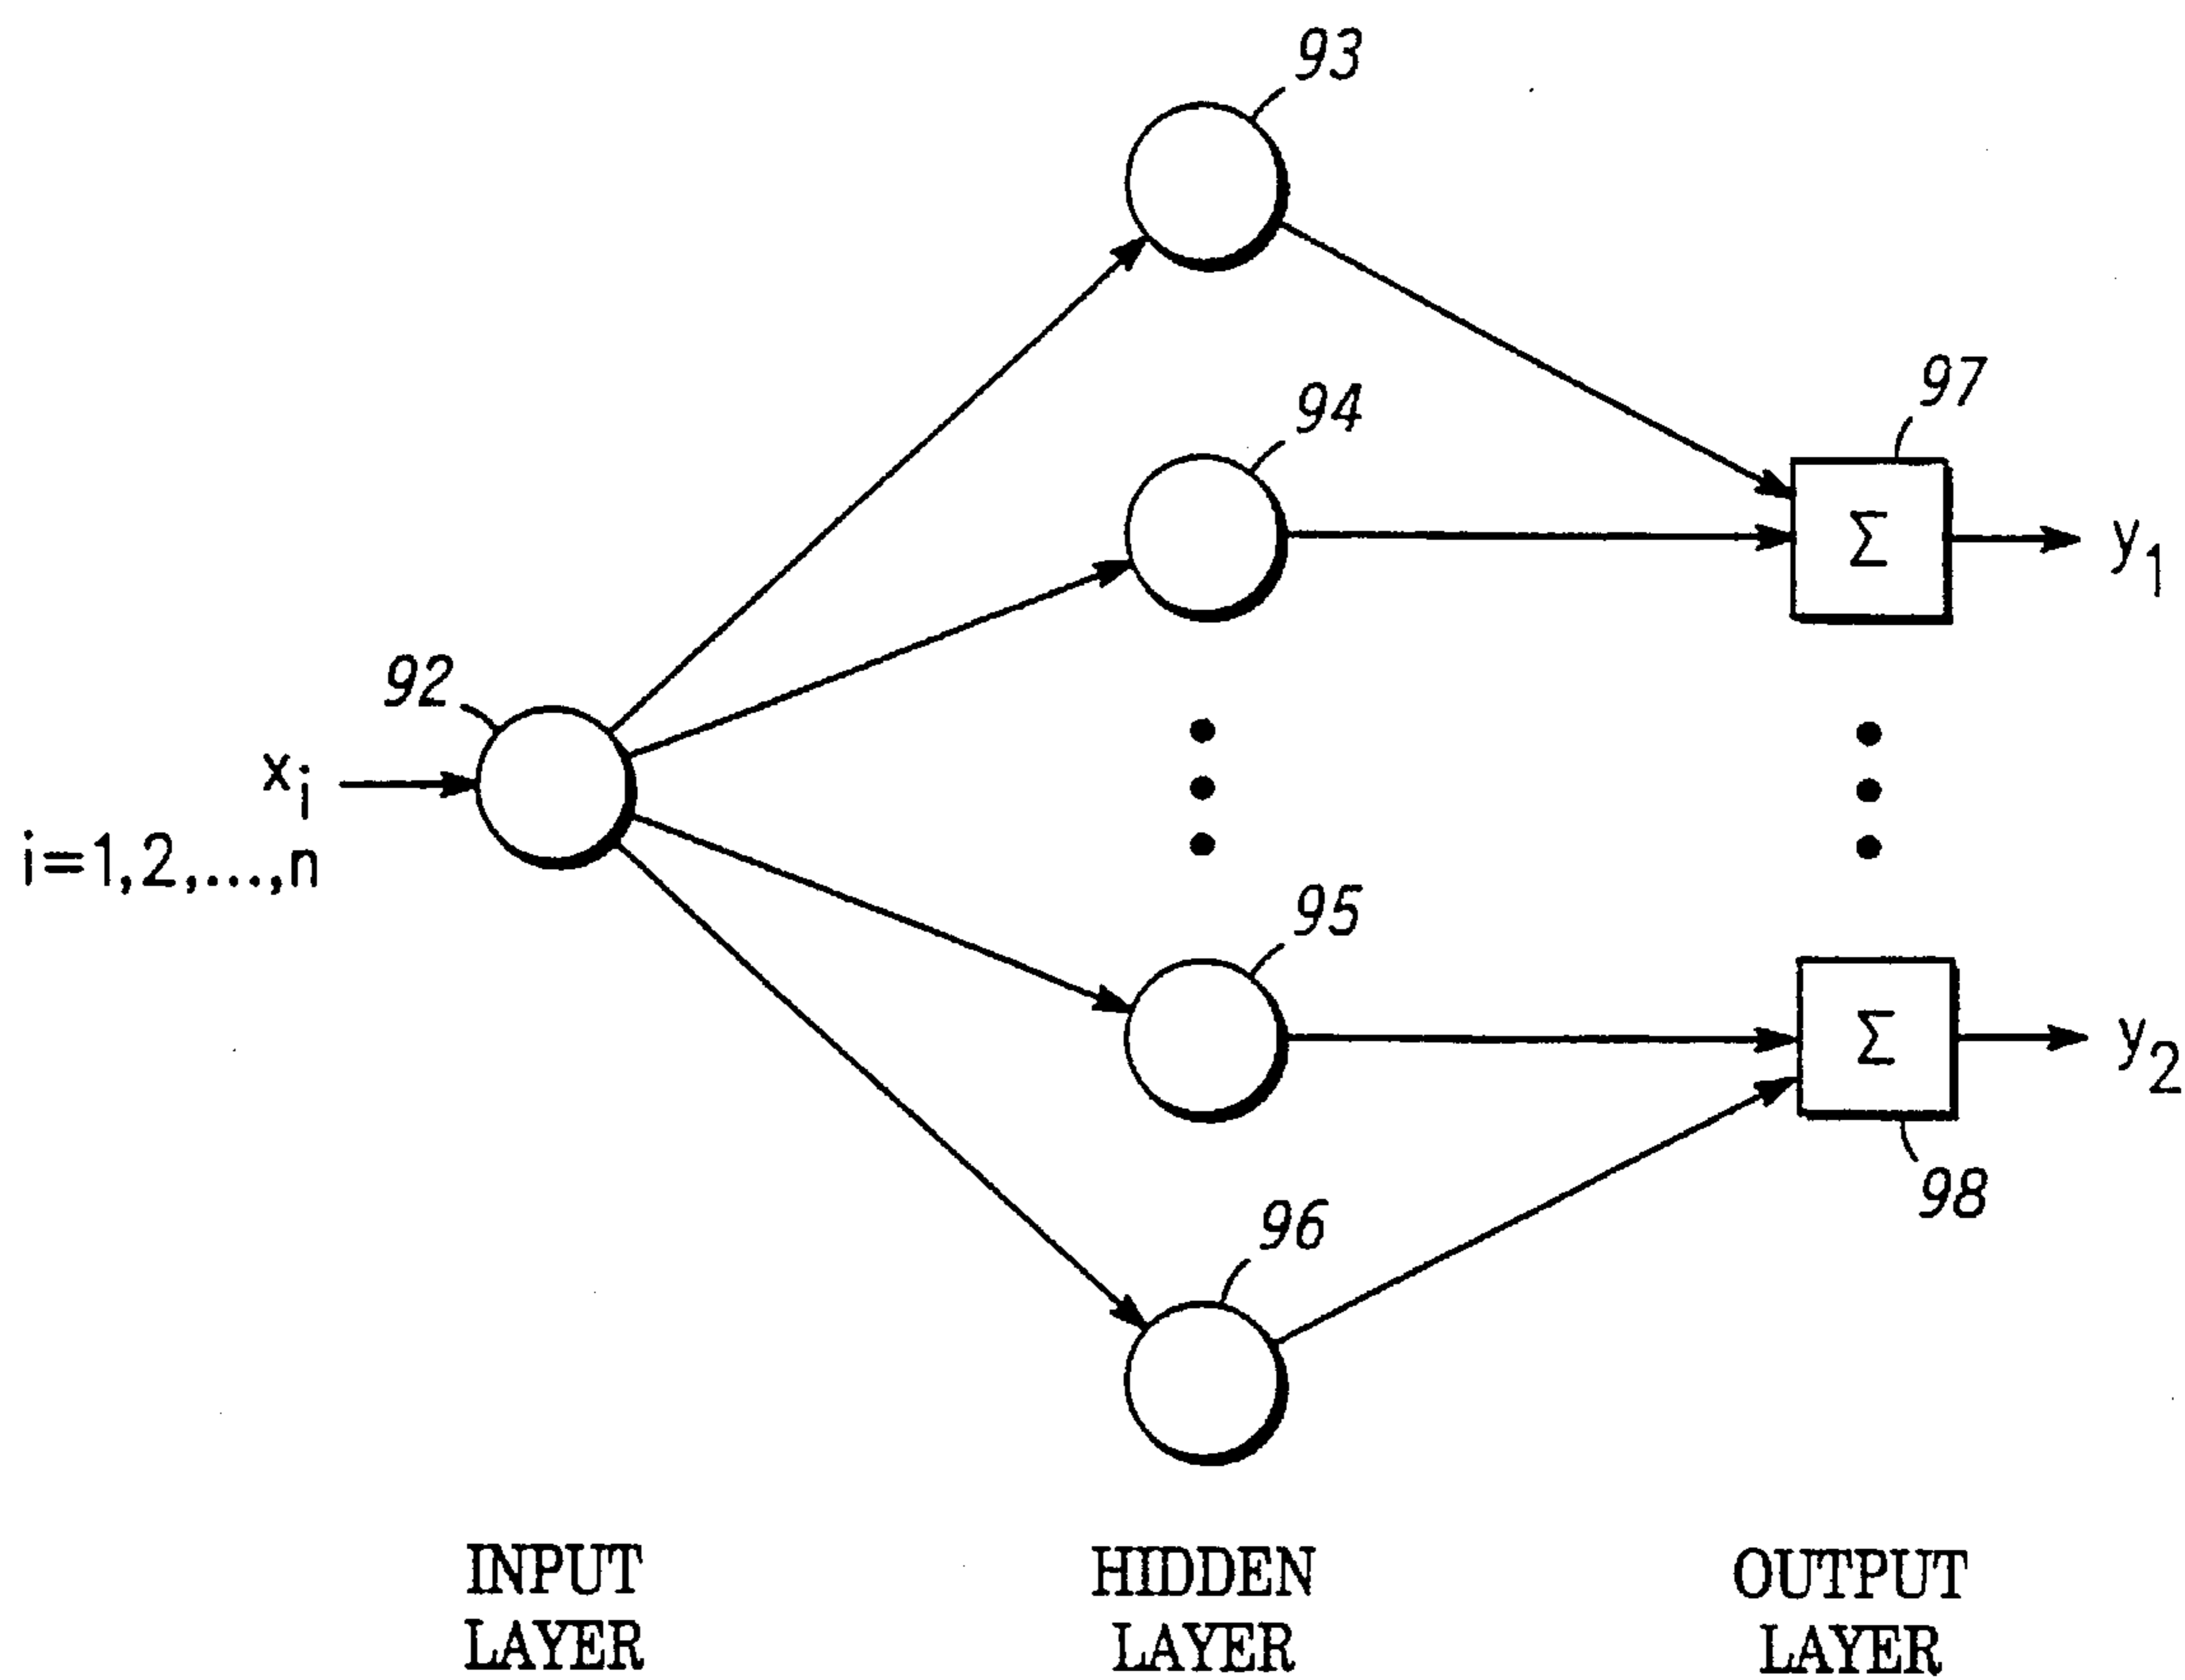 93
94
97
Σ
y1
92
xi
i=1,2,...,n
95
Σ
y2
98
96
INPUT
LAYER
HIDDEN
LAYER
OUTPUT
LAYER